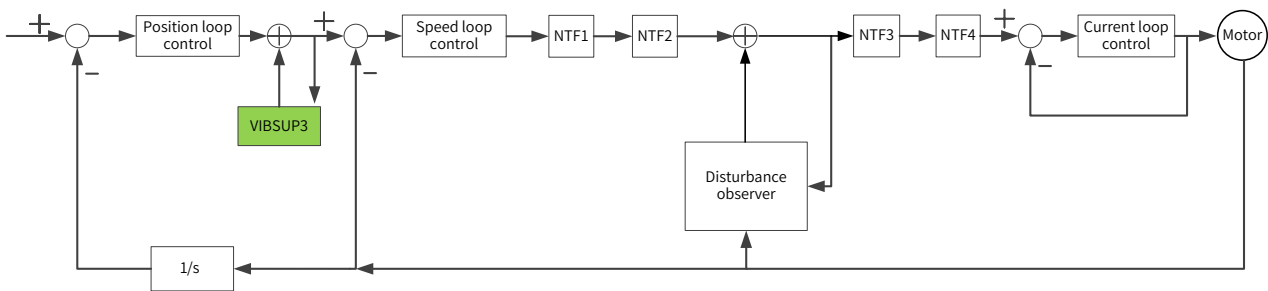 +
Position loop
control
+
Speed loop
control
NTF1
NTF2
NTF3
NTF4
+
Current loop
control
Motor
−
−
−
VIBSUP3
Disturbance
observer
1/s